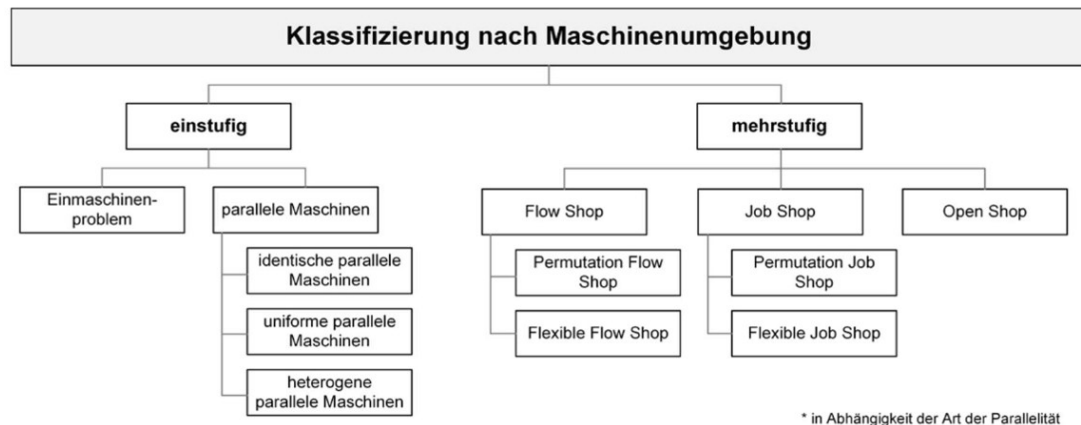 Klassifizierung nach Maschinenumgebung
einstufig
mehrstufig
Einmaschinen-
problem
parallele Maschinen
Flow Shop
Job Shop
Open Shop
identische parallele
Maschinen
uniforme parallele
Maschinen
heterogene
parallele Maschinen
Permutation Flow
Shop
Flexible Flow Shop
Permutation Job
Shop
Flexible Job Shop
* in Abhängigkeit der Art der Parallelität